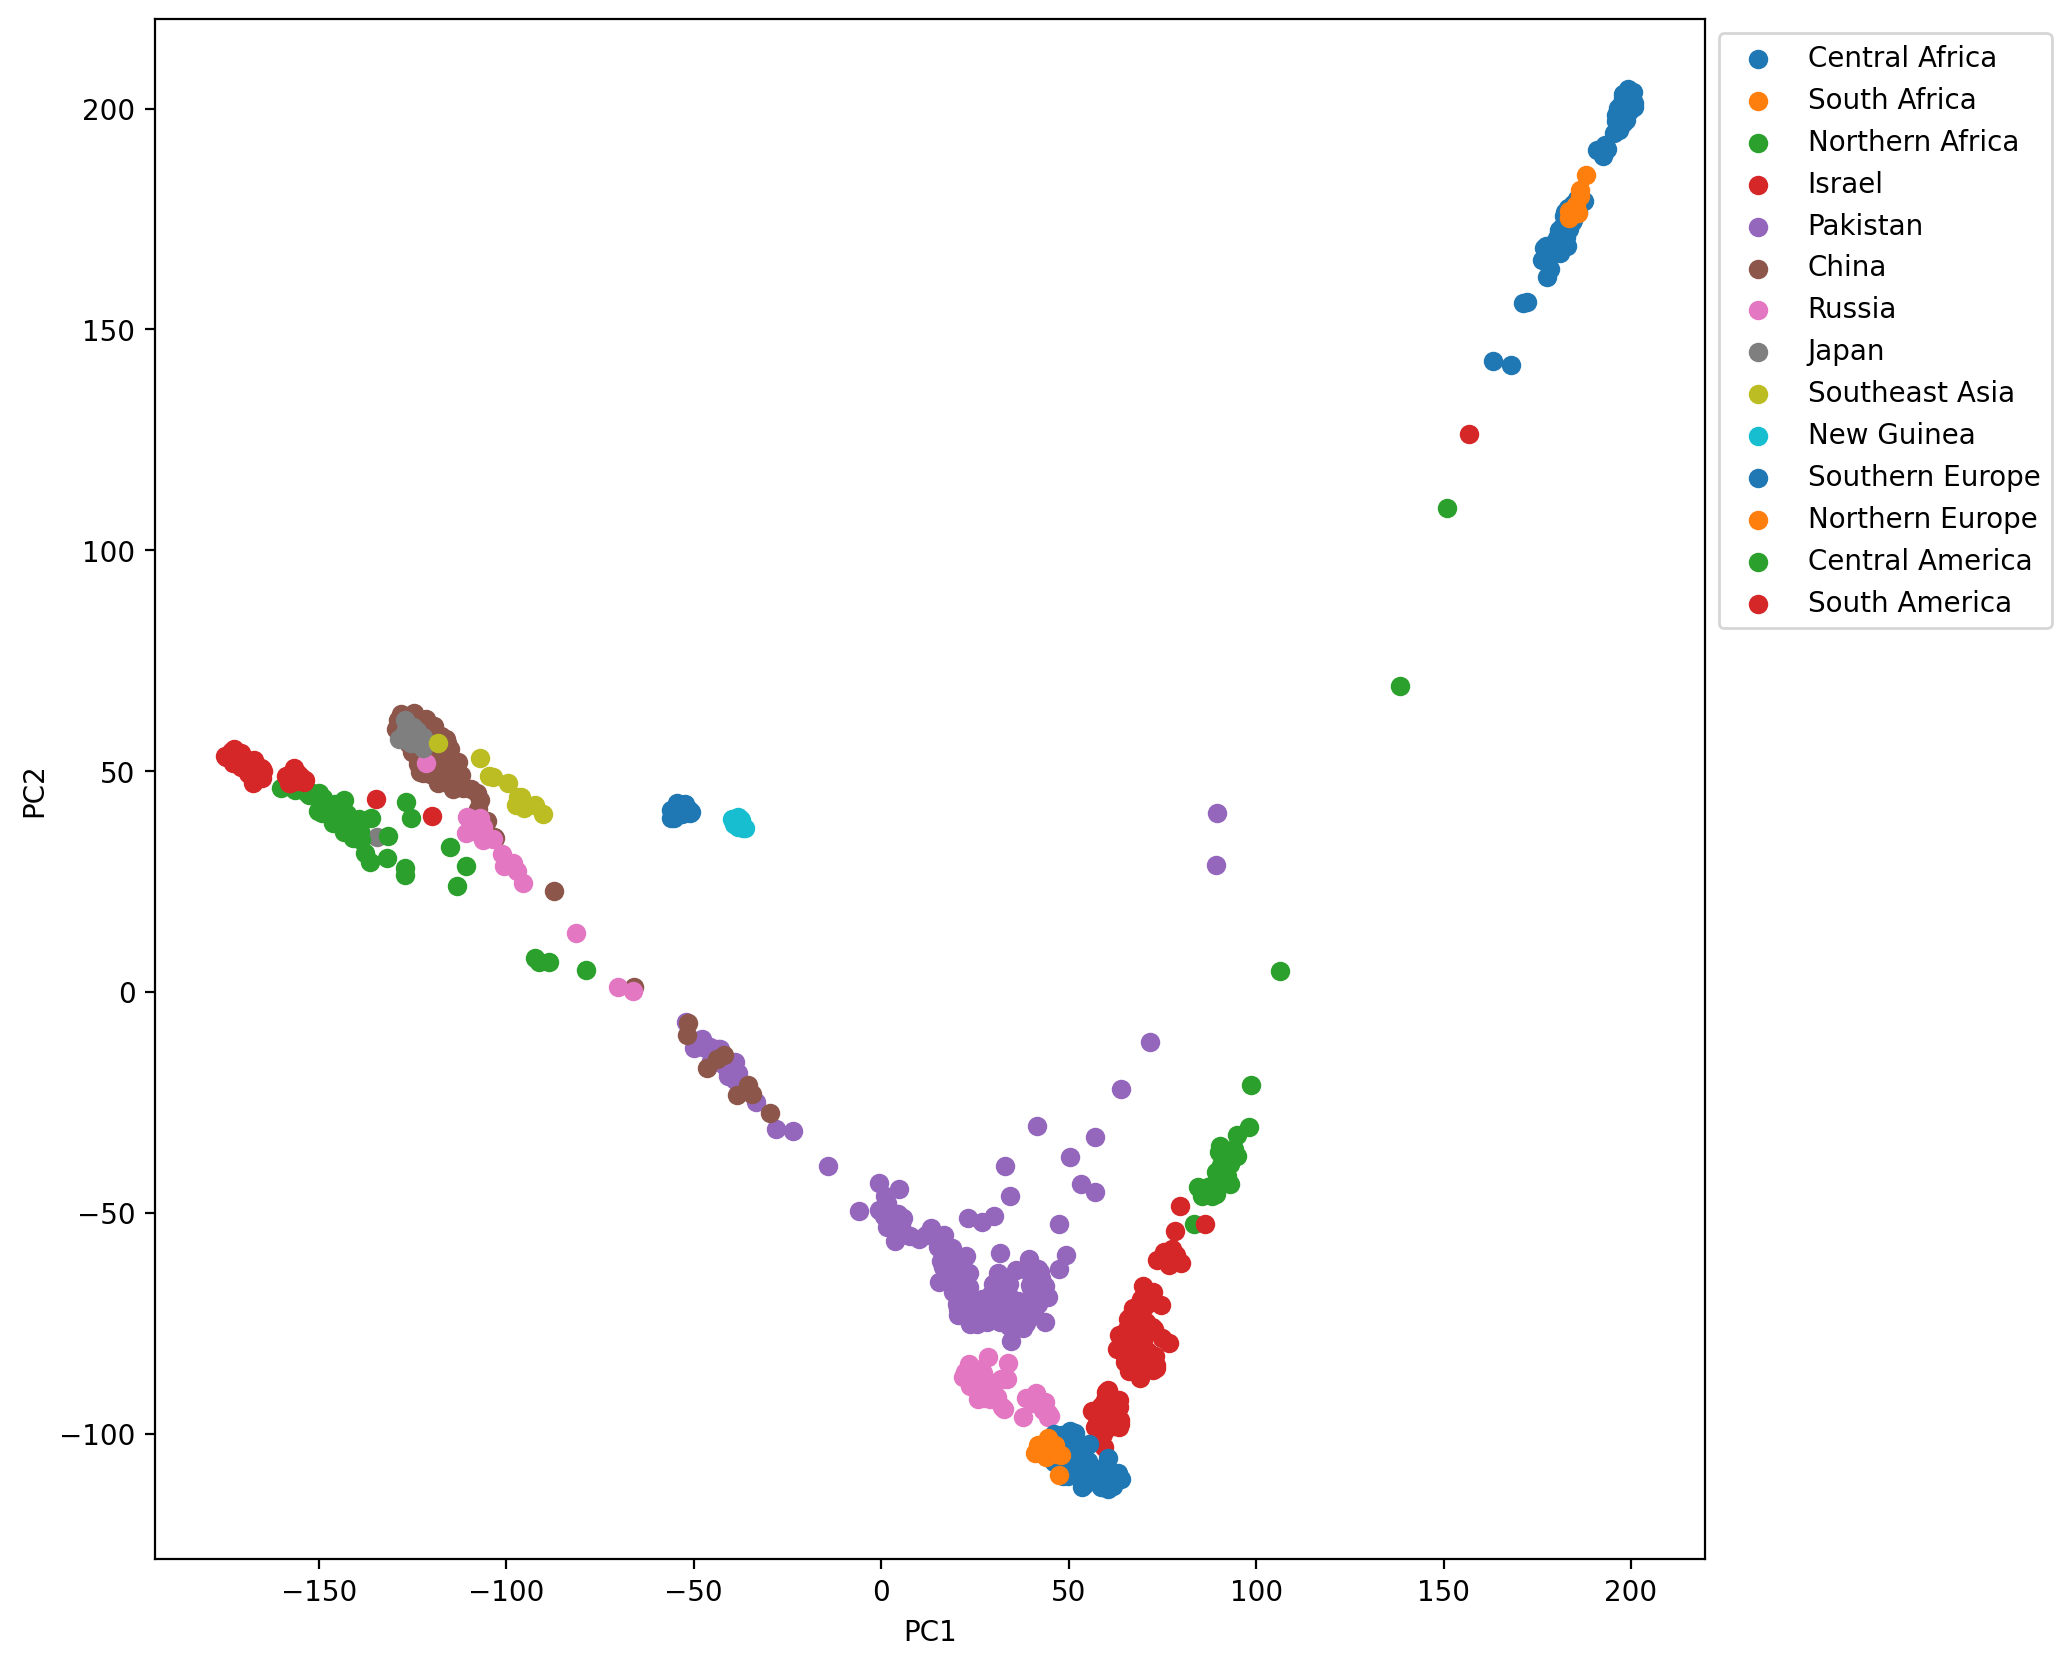 200
150
100
50
0
−50
−100
PC2
−150
−100
−50
0
50
100
150
200
PC1
Central Africa
South Africa
Northern Africa
Israel
Pakistan
China
Russia
Japan
Southeast Asia
New Guinea
Southern Europe
Northern Europe
Central America
South America